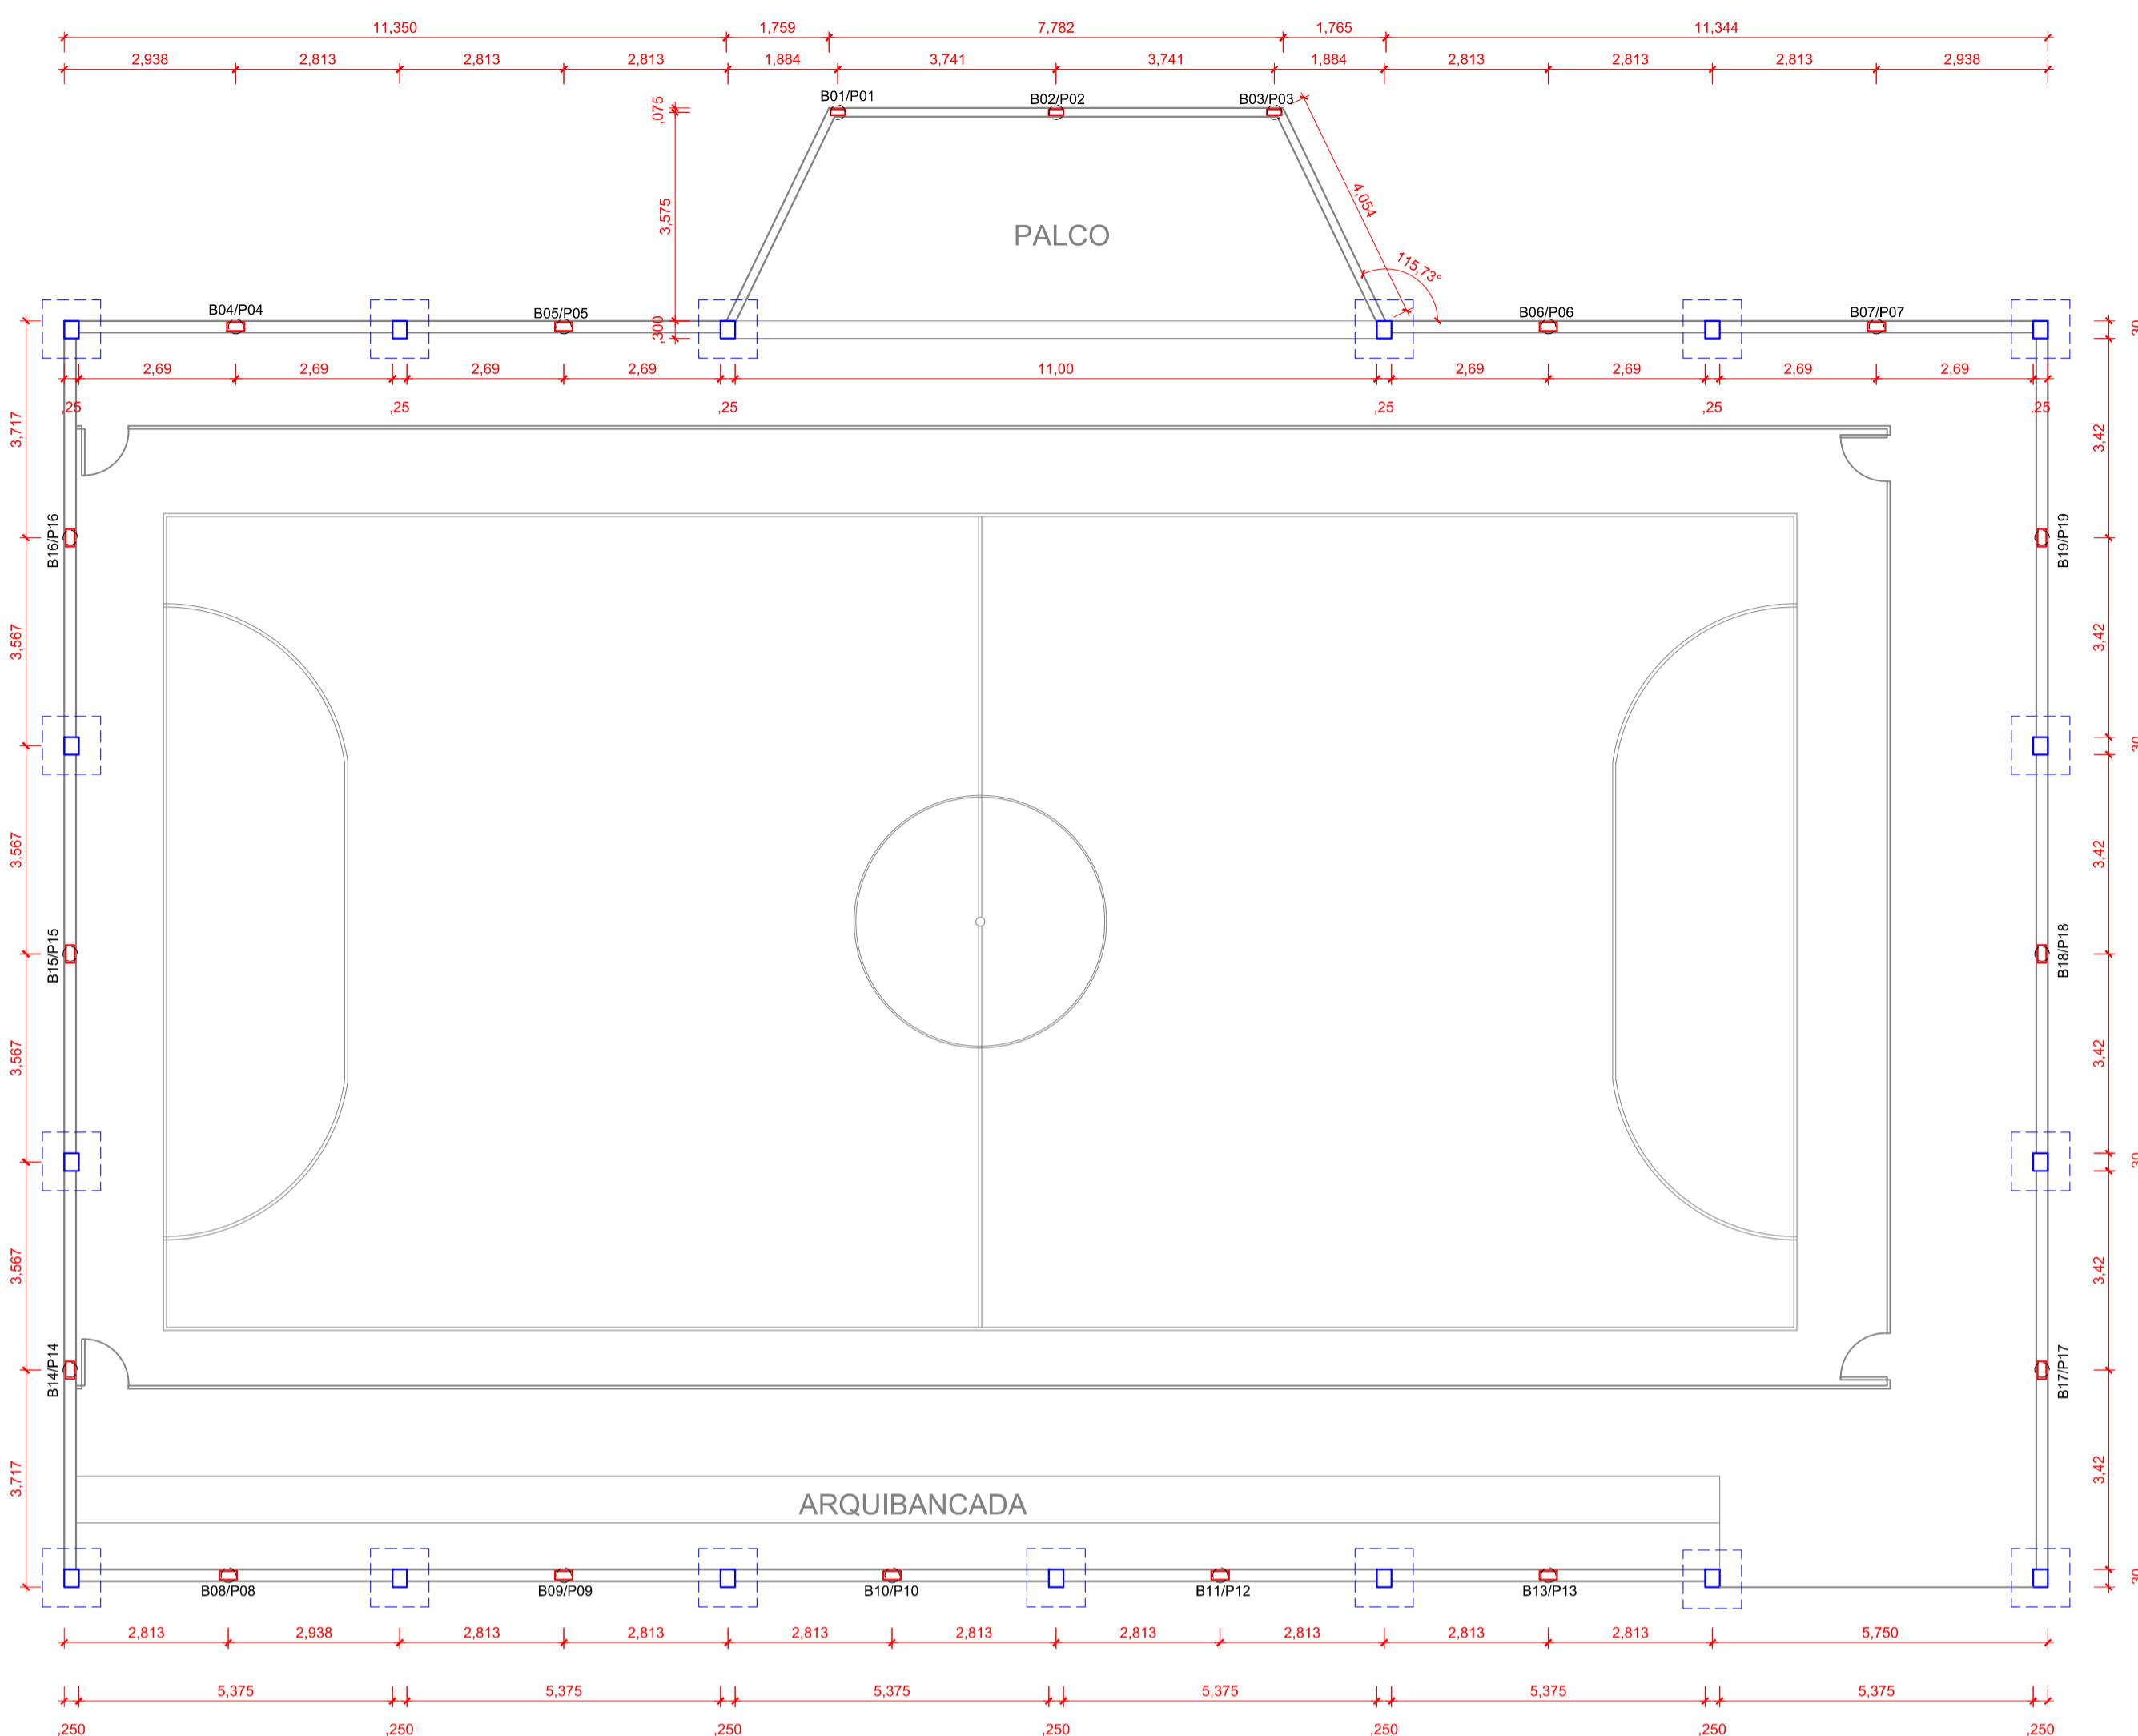 11,350 1,759 7,782 1,765 11,344
2,938 2,813 2,813 2,813 1,884 3,741 3,741 1,884 2,813 2,813 2,813 2,938
B01/P01 B02/P02 B03/P03
,075
3,575
,300
4,054
115,73°
PALCO
B04/P04 B05/P05 B06/P06 B07/P07
2,69 2,69 2,69 2,69 11,00 2,69 2,69 2,69 2,69
,25 ,25 ,25 ,25 ,25 ,25
3,717
3,567
3,567
3,567
3,567
3,717
B16/P16
B15/P15
B14/P14
B19/P19
B18/P18
B17/P17
3,42
3,42
3,42
3,42
3,42
3,42
ARQUIBANCADA
B08/P08 B09/P09 B10/P10 B11/P12 B13/P13
2,813 2,938 2,813 2,813 2,813 2,813 2,813 2,813 2,813 2,813 5,750
5,375 5,375 5,375 5,375 5,375 5,375
,250 ,250 ,250 ,250 ,250 ,250 ,250